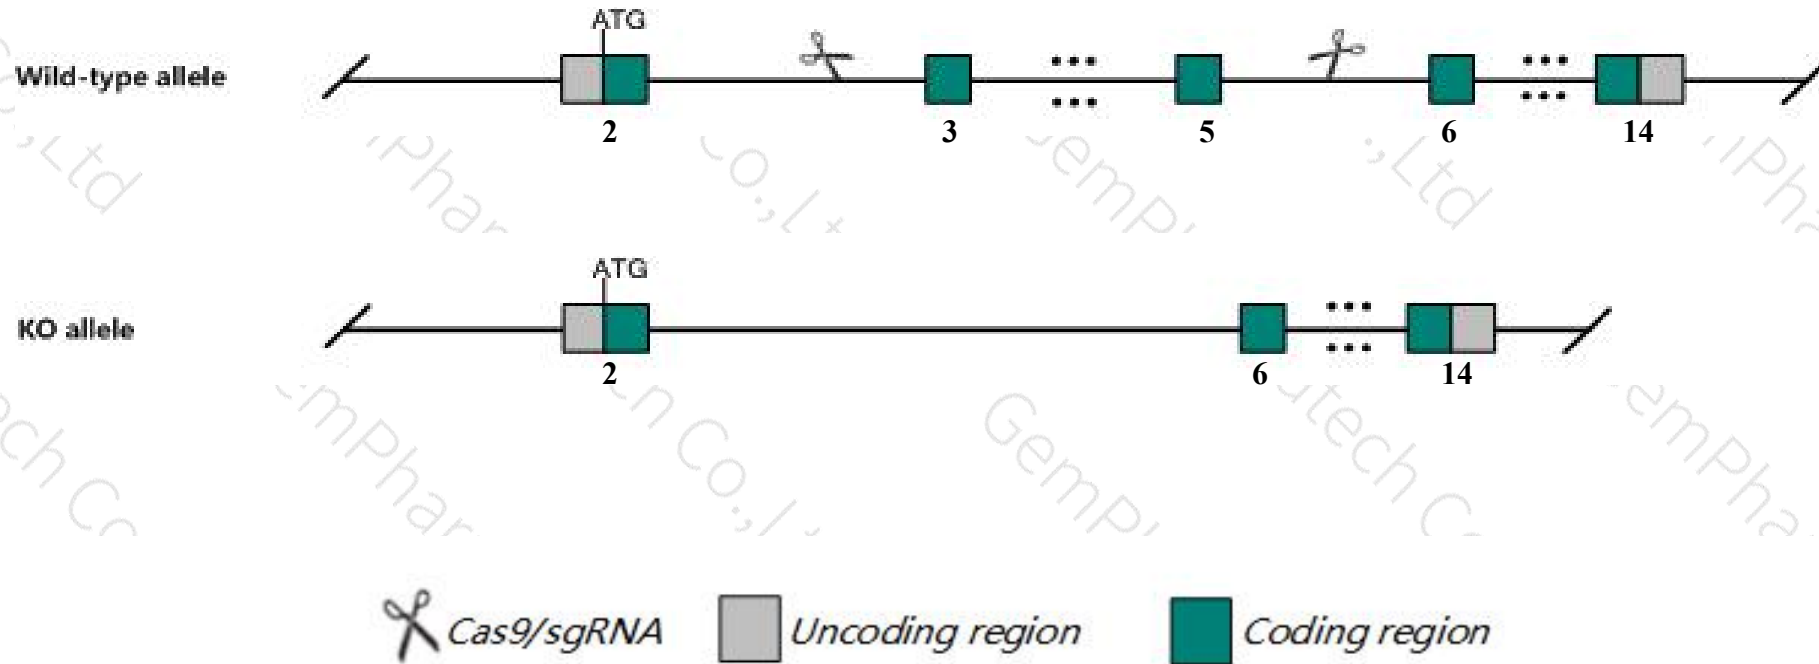 ATG
Wild-type allele
2 3 5 6 14
ATG
KO allele
2 6 14
Cas9/sgRNA Uncoding region Coding region
GemPh